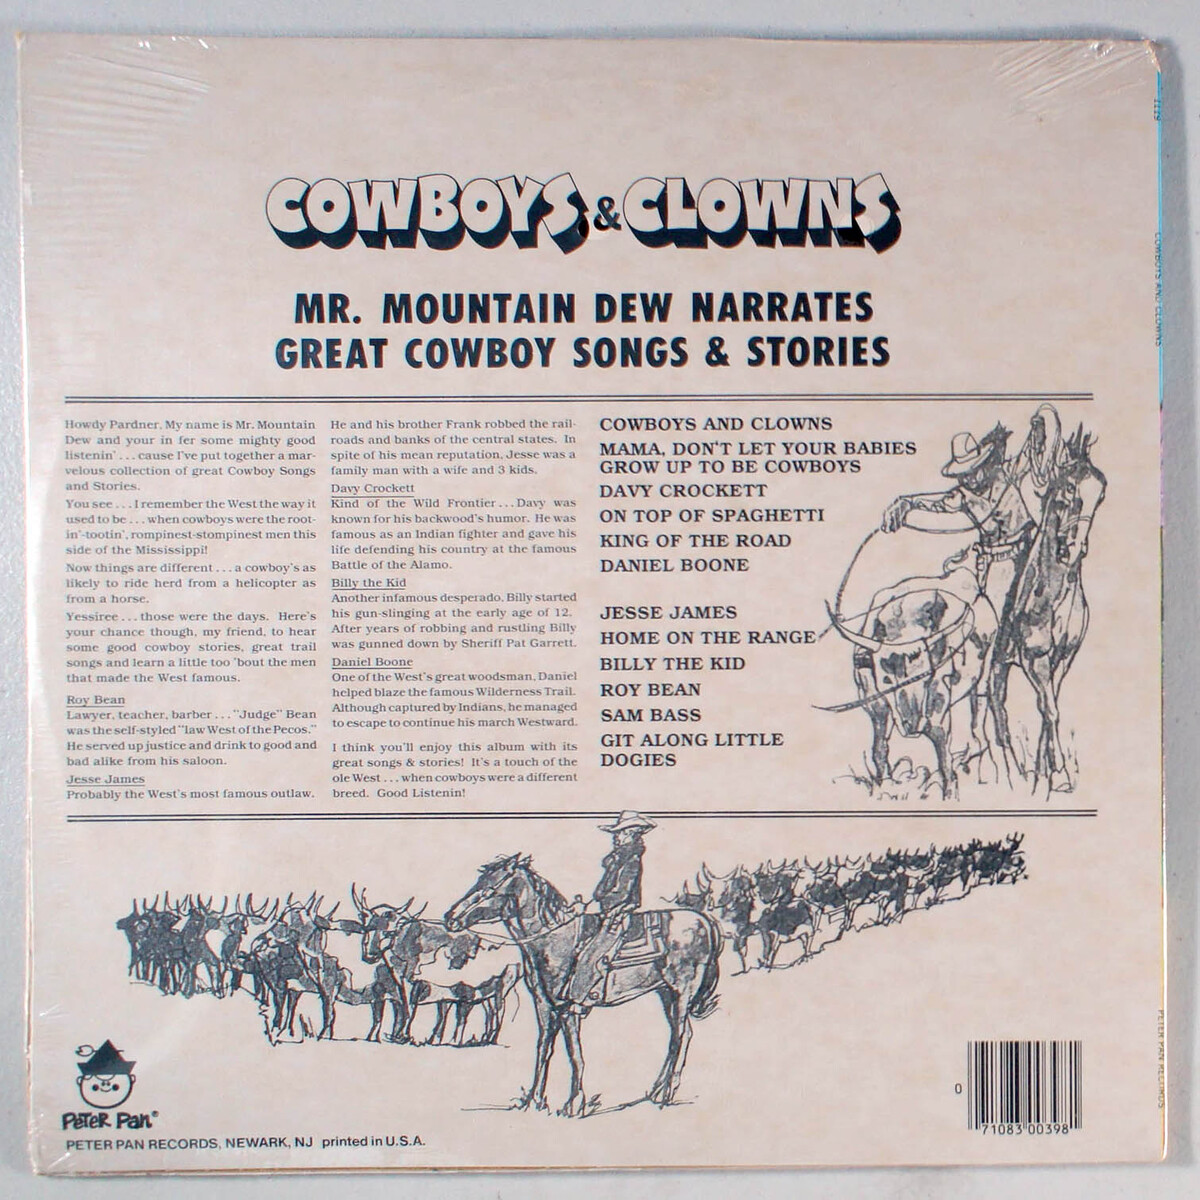 COWBOYS & CLOWNS
MR. MOUNTAIN DEW NARRATES
GREAT COWBOY SONGS & STORIES
Howdy Pardner, My name is Mr. Mountain
Dew and your in fer some mighty good
listenin' ... cause I've put together a mar-
velous collection of great Cowboy Songs
and Stories.
You see ... I remember the West the way it
used to be ... when cowboys were the root-
in'-tootin', rompinest-stompinest men this
side of the Mississippi!
Now things are different ... a cowboy's as
likely to ride herd from a helicopter as
from a horse.
Yessiree ... those were the days. Here's
your chance though, my friend, to hear
some good cowboy stories, great trail
songs and learn a little too 'bout the men
that made the West famous.
Roy Bean
Lawyer, teacher, barber ... "Judge" Bean
was the self-styled "law West of the Pecos."
He served up justice and drink to good and
bad alike from his saloon.
Jesse James
Probably the West's most famous outlaw.
He and his brother Frank robbed the rail-
roads and banks of the central states. In
spite of his mean reputation, Jesse was a
family man with a wife and 3 kids.
Davy Crockett
Kind of the Wild Frontier ... Davy was
known for his backwood's humor. He was
famous as an Indian fighter and gave his
life defending his country at the famous
Battle of the Alamo.
Billy the Kid
Another infamous desperado, Billy started
his gun-slinging at the early age of 12.
After years of robbing and rustling Billy
was gunned down by Sheriff Pat Garrett.
Daniel Boone
One of the West's great woodsman, Daniel
helped blaze the famous Wilderness Trail.
Although captured by Indians, he managed
to escape to continue his march Westward.
I think you'll enjoy this album with its
great songs & stories! It's a touch of the
ole West ... when cowboys were a different
breed. Good Listenin!
COWBOYS AND CLOWNS
MAMA, DON'T LET YOUR BABIES
GROW UP TO BE COWBOYS
DAVY CROCKETT
ON TOP OF SPAGHETTI
KING OF THE ROAD
DANIEL BOONE
JESSE JAMES
HOME ON THE RANGE
BILLY THE KID
ROY BEAN
SAM BASS
GIT ALONG LITTLE
DOGIES
COWBOYS AND CLOWNS
PETER PAN RECORDS
Peter Pan®
PETER PAN RECORDS, NEWARK, NJ printed in U.S.A.
0 71083 00398